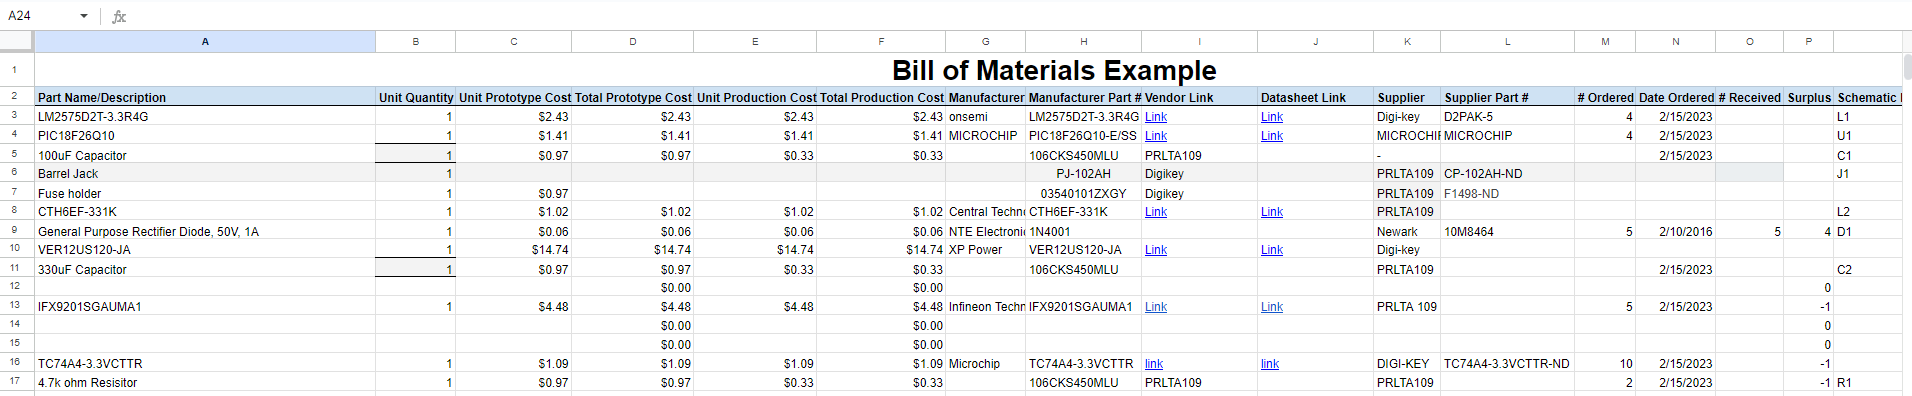 A24 fx
A B C D E F G H I J K L M N O P
1 Bill of Materials Example
2 Part Name/Description Unit Quantity Unit Prototype Cost Total Prototype Cost Unit Production Cost Total Production Cost Manufacturer Manufacturer Part # Vendor Link Datasheet Link Supplier Supplier Part # # Ordered Date Ordered # Received Surplus Schematic
3 LM2575D2T-3.3R4G 1 $2.43 $2.43 $2.43 $2.43 onsemi LM2575D2T-3.3R4G Link Link Digi-key D2PAK-5 4 2/15/2023 L1
4 PIC18F26Q10 1 $1.41 $1.41 $1.41 $1.41 MICROCHIP PIC18F26Q10-E/SS Link Link MICROCHI MICROCHIP 4 2/15/2023 U1
5 100uF Capacitor 1 $0.97 $0.97 $0.33 $0.33 106CKS450MLU PRLTA109 - 2/15/2023 C1
6 Barrel Jack 1 PJ-102AH Digikey PRLTA109 CP-102AH-ND J1
7 Fuse holder 1 $0.97 03540101ZXGY Digikey PRLTA109 F1498-ND
8 CTH6EF-331K 1 $1.02 $1.02 $1.02 $1.02 Central Techn CTH6EF-331K Link Link PRLTA109 L2
9 General Purpose Rectifier Diode, 50V, 1A 1 $0.06 $0.06 $0.06 $0.06 NTE Electronic 1N4001 Newark 10M8464 5 2/10/2016 5 4 D1
10 VER12US120-JA 1 $14.74 $14.74 $14.74 $14.74 XP Power VER12US120-JA Link Link Digi-key
11 330uF Capacitor 1 $0.97 $0.97 $0.33 $0.33 106CKS450MLU PRLTA109 2/15/2023 C2
12 $0.00 $0.00 0
13 IFX9201SGAUMA1 1 $4.48 $4.48 $4.48 $4.48 Infineon Techn IFX9201SGAUMA1 Link Link PRLTA 109 5 2/15/2023 -1
14 $0.00 $0.00 0
15 $0.00 $0.00 0
16 TC74A4-3.3VCTTR 1 $1.09 $1.09 $1.09 $1.09 Microchip TC74A4-3.3VCTTR link link DIGI-KEY TC74A4-3.3VCTTR-ND 10 2/15/2023 -1
17 4.7k ohm Resisitor 1 $0.97 $0.97 $0.33 $0.33 106CKS450MLU PRLTA109 PRLTA109 2 2/15/2023 -1 R1